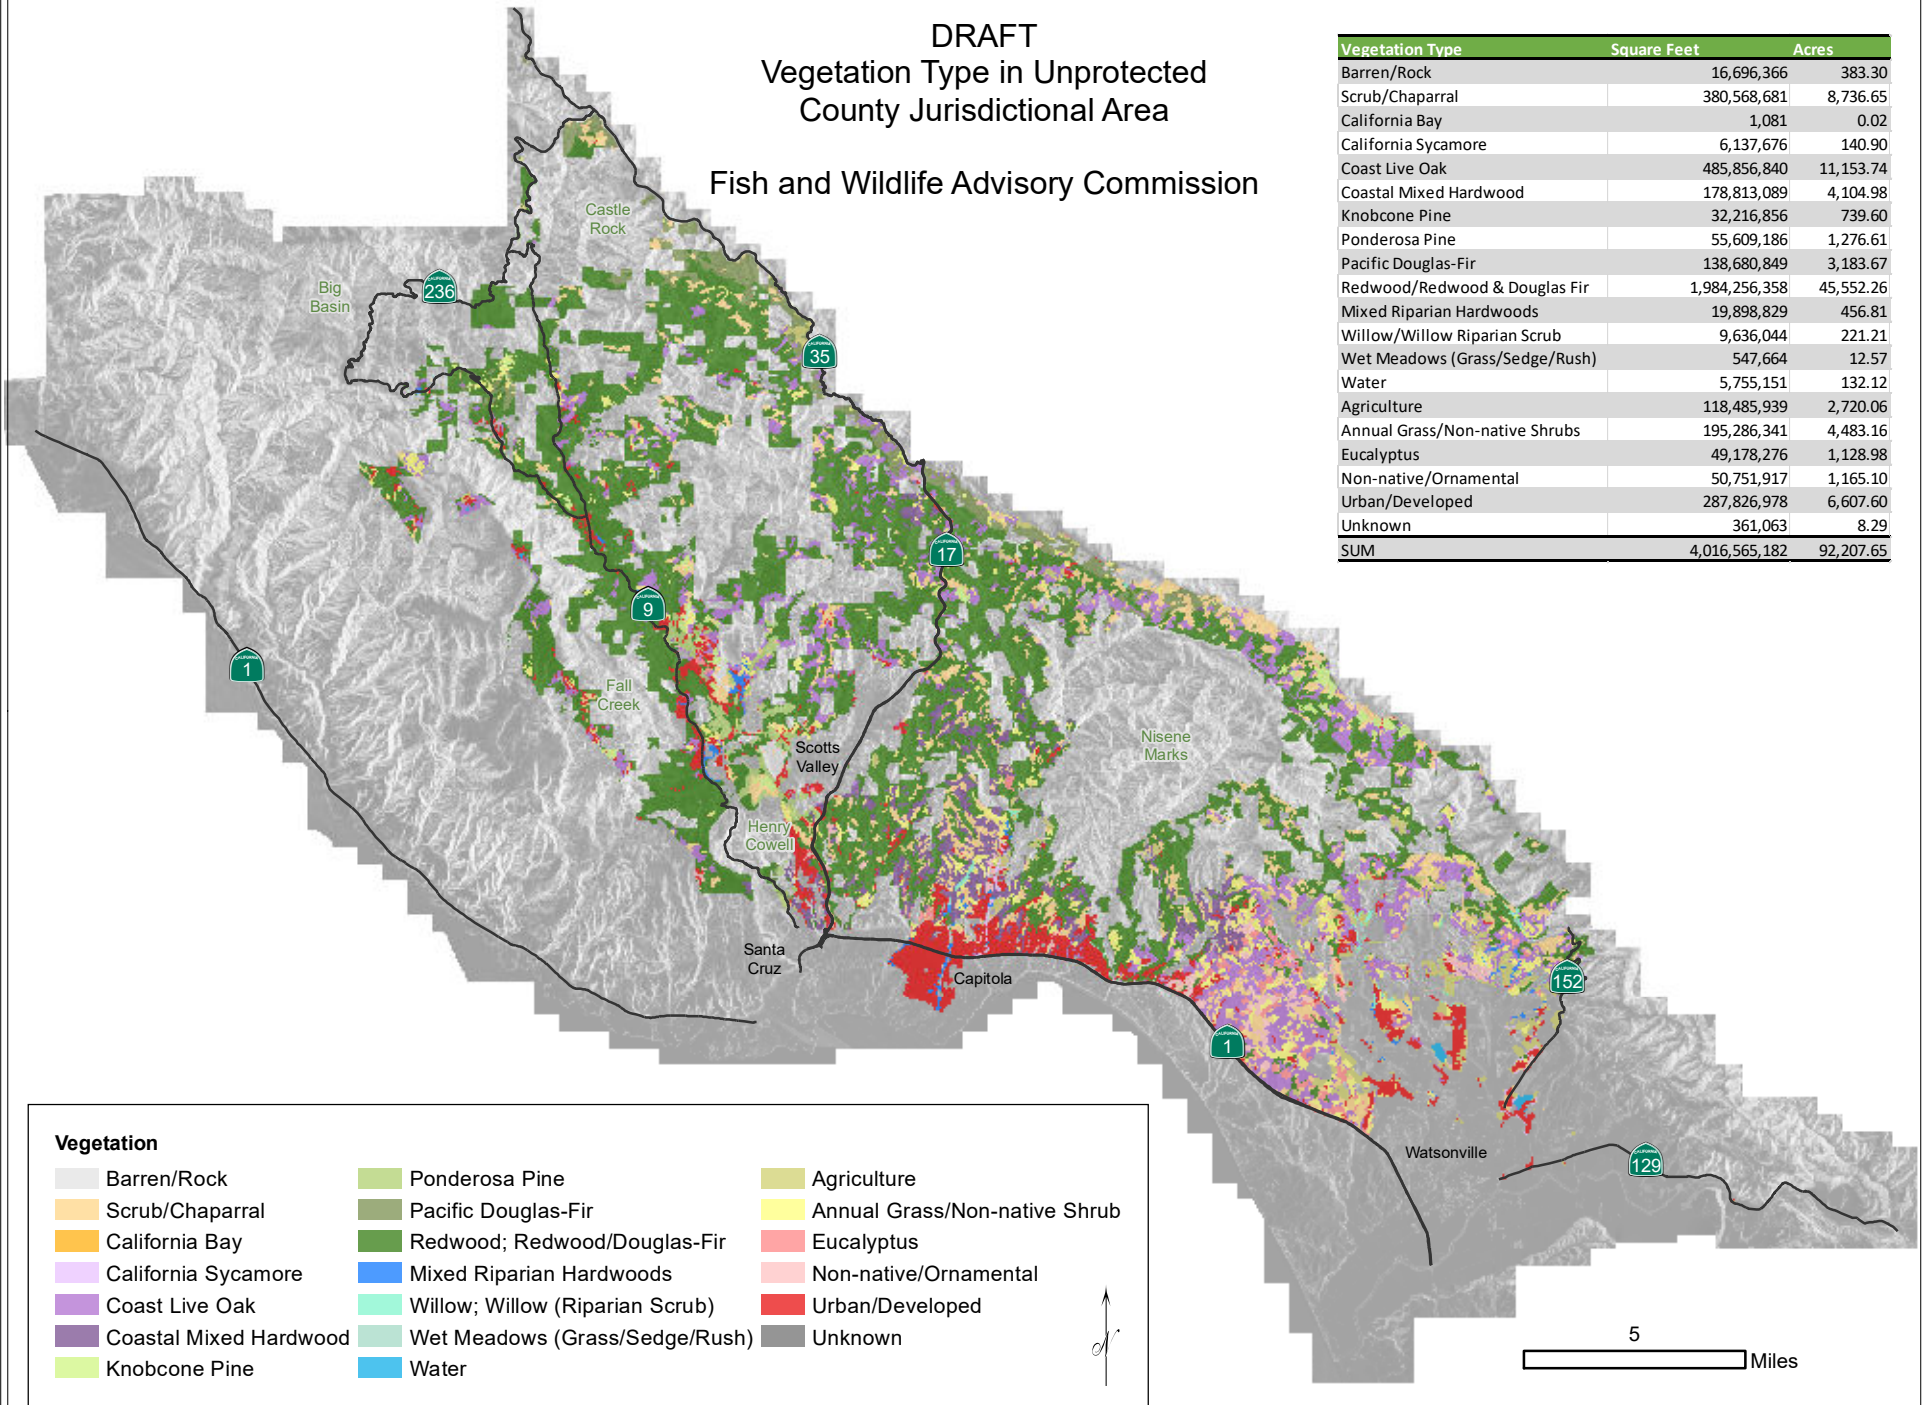 DRAFT
Vegetation Type in Unprotected
County Jurisdictional Area
Fish and Wildlife Advisory Commission
Vegetation Type Square Feet Acres
Barren/Rock 16,696,366 383.30
Scrub/Chaparral 380,568,681 8,736.65
California Bay 1,081 0.02
California Sycamore 6,137,676 140.90
Coast Live Oak 485,856,840 11,153.74
Coastal Mixed Hardwood 178,813,089 4,104.98
Knobcone Pine 32,216,856 739.60
Ponderosa Pine 55,609,186 1,276.61
Pacific Douglas-Fir 138,680,849 3,183.67
Redwood/Redwood & Douglas Fir 1,984,256,358 45,552.26
Mixed Riparian Hardwoods 19,898,829 456.81
Willow/Willow Riparian Scrub 9,636,044 221.21
Wet Meadows (Grass/Sedge/Rush) 547,664 12.57
Water 5,755,151 132.12
Agriculture 118,485,939 2,720.06
Annual Grass/Non-native Shrubs 195,286,341 4,483.16
Eucalyptus 49,178,276 1,128.98
Non-native/Ornamental 50,751,917 1,165.10
Urban/Developed 287,826,978 6,607.60
Unknown 361,063 8.29
SUM 4,016,565,182 92,207.65
Castle
Rock
Big
Basin
CALIFORNIA
236
CALIFORNIA
35
CALIFORNIA
17
CALIFORNIA
9
CALIFORNIA
1
Fall
Creek
Scotts
Valley
Nisene
Marks
Henry
Cowell
Santa
Cruz
Capitola
CALIFORNIA
152
CALIFORNIA
1
Watsonville
CALIFORNIA
129
Vegetation
Barren/Rock
Scrub/Chaparral
California Bay
California Sycamore
Coast Live Oak
Coastal Mixed Hardwood
Knobcone Pine
Ponderosa Pine
Pacific Douglas-Fir
Redwood; Redwood/Douglas-Fir
Mixed Riparian Hardwoods
Willow; Willow (Riparian Scrub)
Wet Meadows (Grass/Sedge/Rush)
Water
Agriculture
Annual Grass/Non-native Shrub
Eucalyptus
Non-native/Ornamental
Urban/Developed
Unknown
N
5
Miles